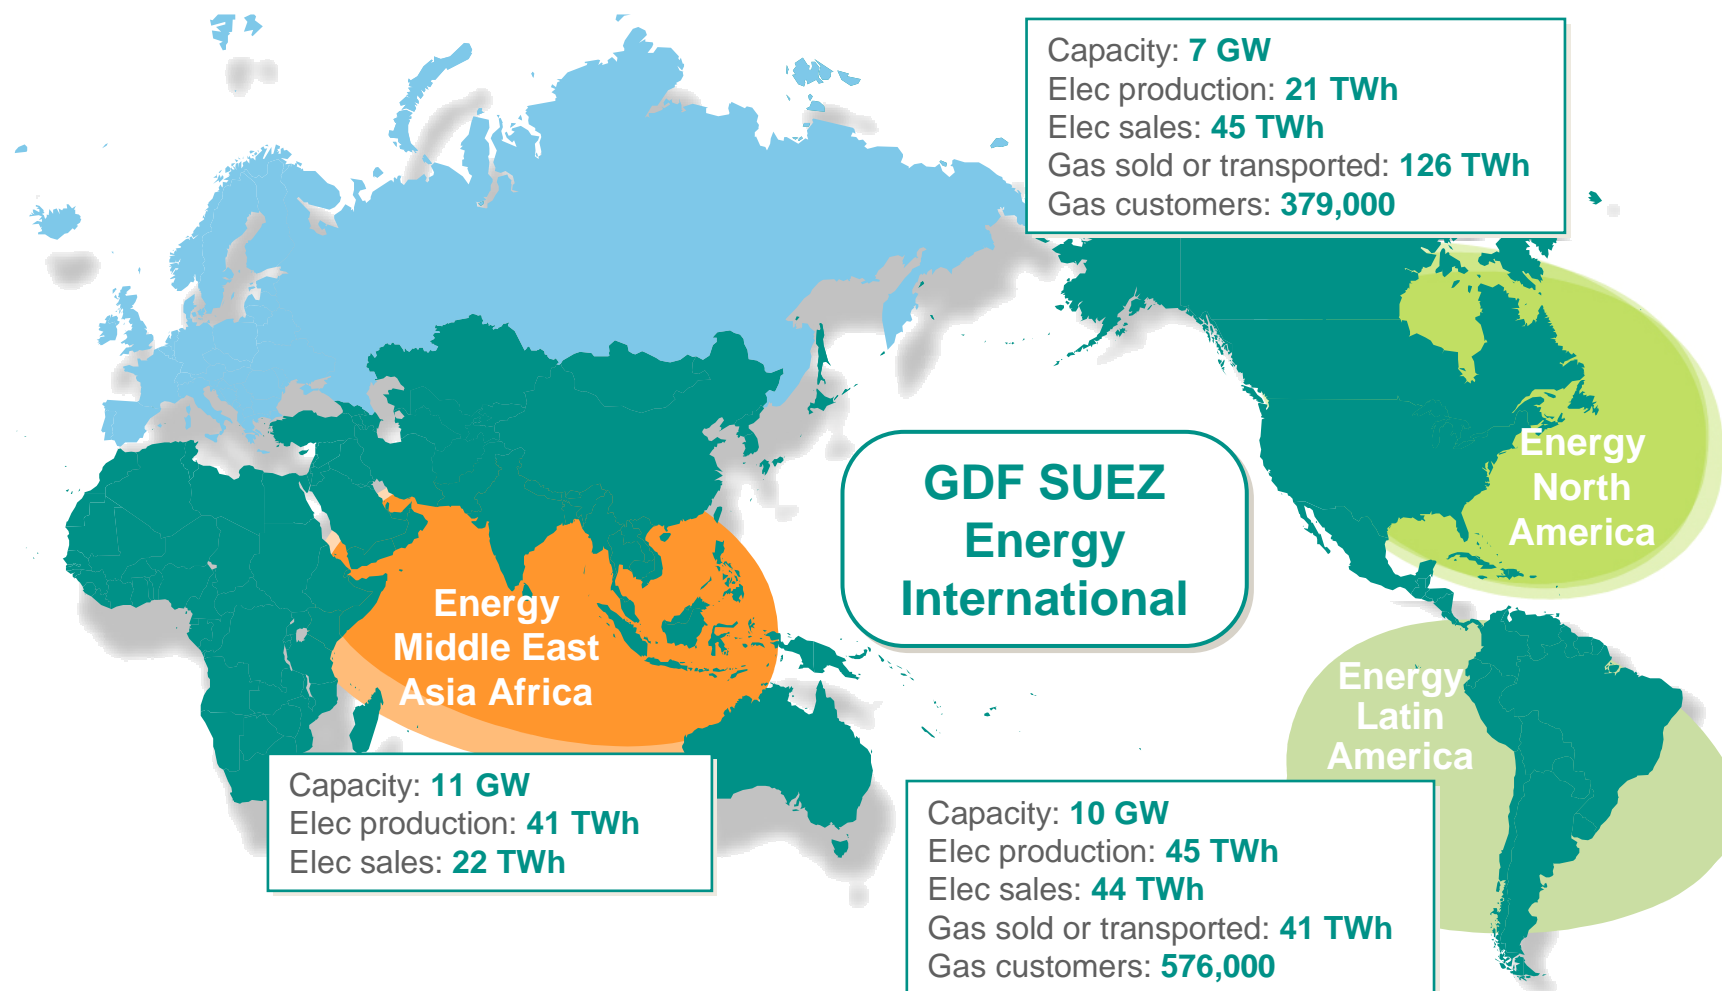 Capacity: 7 GW
Elec production: 21 TWh
Elec sales: 45 TWh
Gas sold or transported: 126 TWh
Gas customers: 379,000
GDF SUEZ
Energy
International
Energy
North
America
Energy
Middle East
Asia Africa
Energy
Latin
America
Capacity: 11 GW
Elec production: 41 TWh
Elec sales: 22 TWh
Capacity: 10 GW
Elec production: 45 TWh
Elec sales: 44 TWh
Gas sold or transported: 41 TWh
Gas customers: 576,000